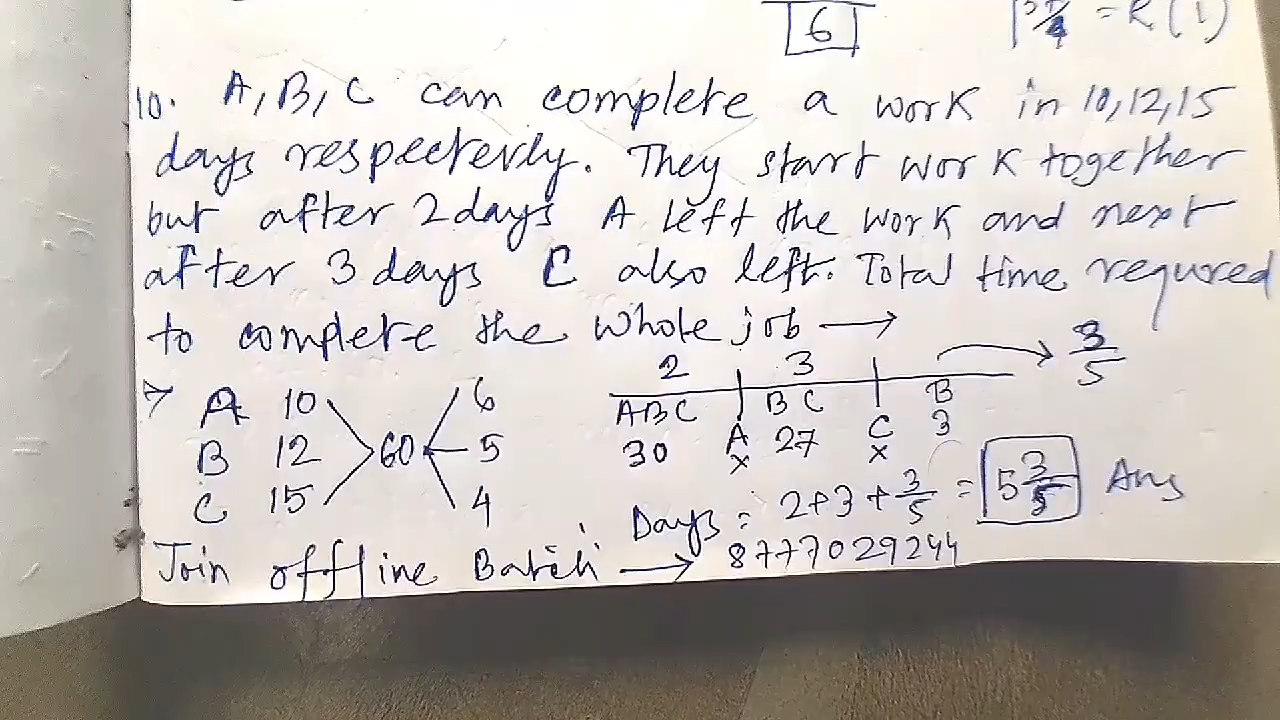 6
10. A, B, C can complete a work in 10, 12, 15
days respecterly. They start work together
but after 2 days A left the work and next
after 3 days C also left. Total time requred
to complete the whole job →
→ A 10 6
B 12 60 5
C 15 4
2 3
ABC B C B → 3/5
30 A 27 C 3
x x
Days = 2+3+3/5 = 5 3/5 Ans
Join offline Batch → 8777029244